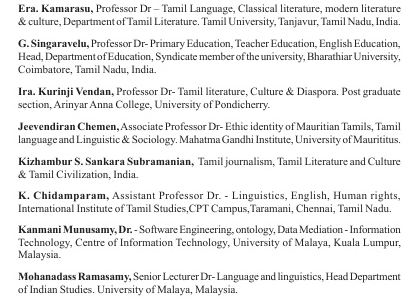 Era. Kamarasu, Professor Dr – Tamil Language, Classical literature, modern literature
& culture, Department of Tamil Literature. Tamil University, Tanjavur, Tamil Nadu, India.
G. Singaravelu, Professor Dr- Primary Education, Teacher Education, English Education,
Head, Department of Education, Syndicate member of the university, Bharathiar University,
Coimbatore, Tamil Nadu, India.
Ira. Kurinji Vendan, Professor Dr- Tamil literature, Culture & Diaspora. Post graduate
section, Arinyar Anna College, University of Pondicherry.
Jeevendiran Chemen, Associate Professor Dr- Ethic identity of Mauritian Tamils, Tamil
language and Linguistic & Sociology. Mahatma Gandhi Institute, University of Maurititus.
Kizhambur S. Sankara Subramanian, Tamil journalism, Tamil Literature and Culture
& Tamil Civilization, India.
K. Chidamparam, Assistant Professor Dr. - Linguistics, English, Human rights,
International Institute of Tamil Studies,CPT Campus,Taramani, Chennai, Tamil Nadu.
Kanmani Munusamy, Dr. - Software Engineering, ontology, Data Mediation - Information
Technology, Centre of Information Technology, University of Malaya, Kuala Lumpur,
Malaysia.
Mohanadass Ramasamy, Senior Lecturer Dr- Language and linguistics, Head Department
of Indian Studies. University of Malaya, Malaysia.